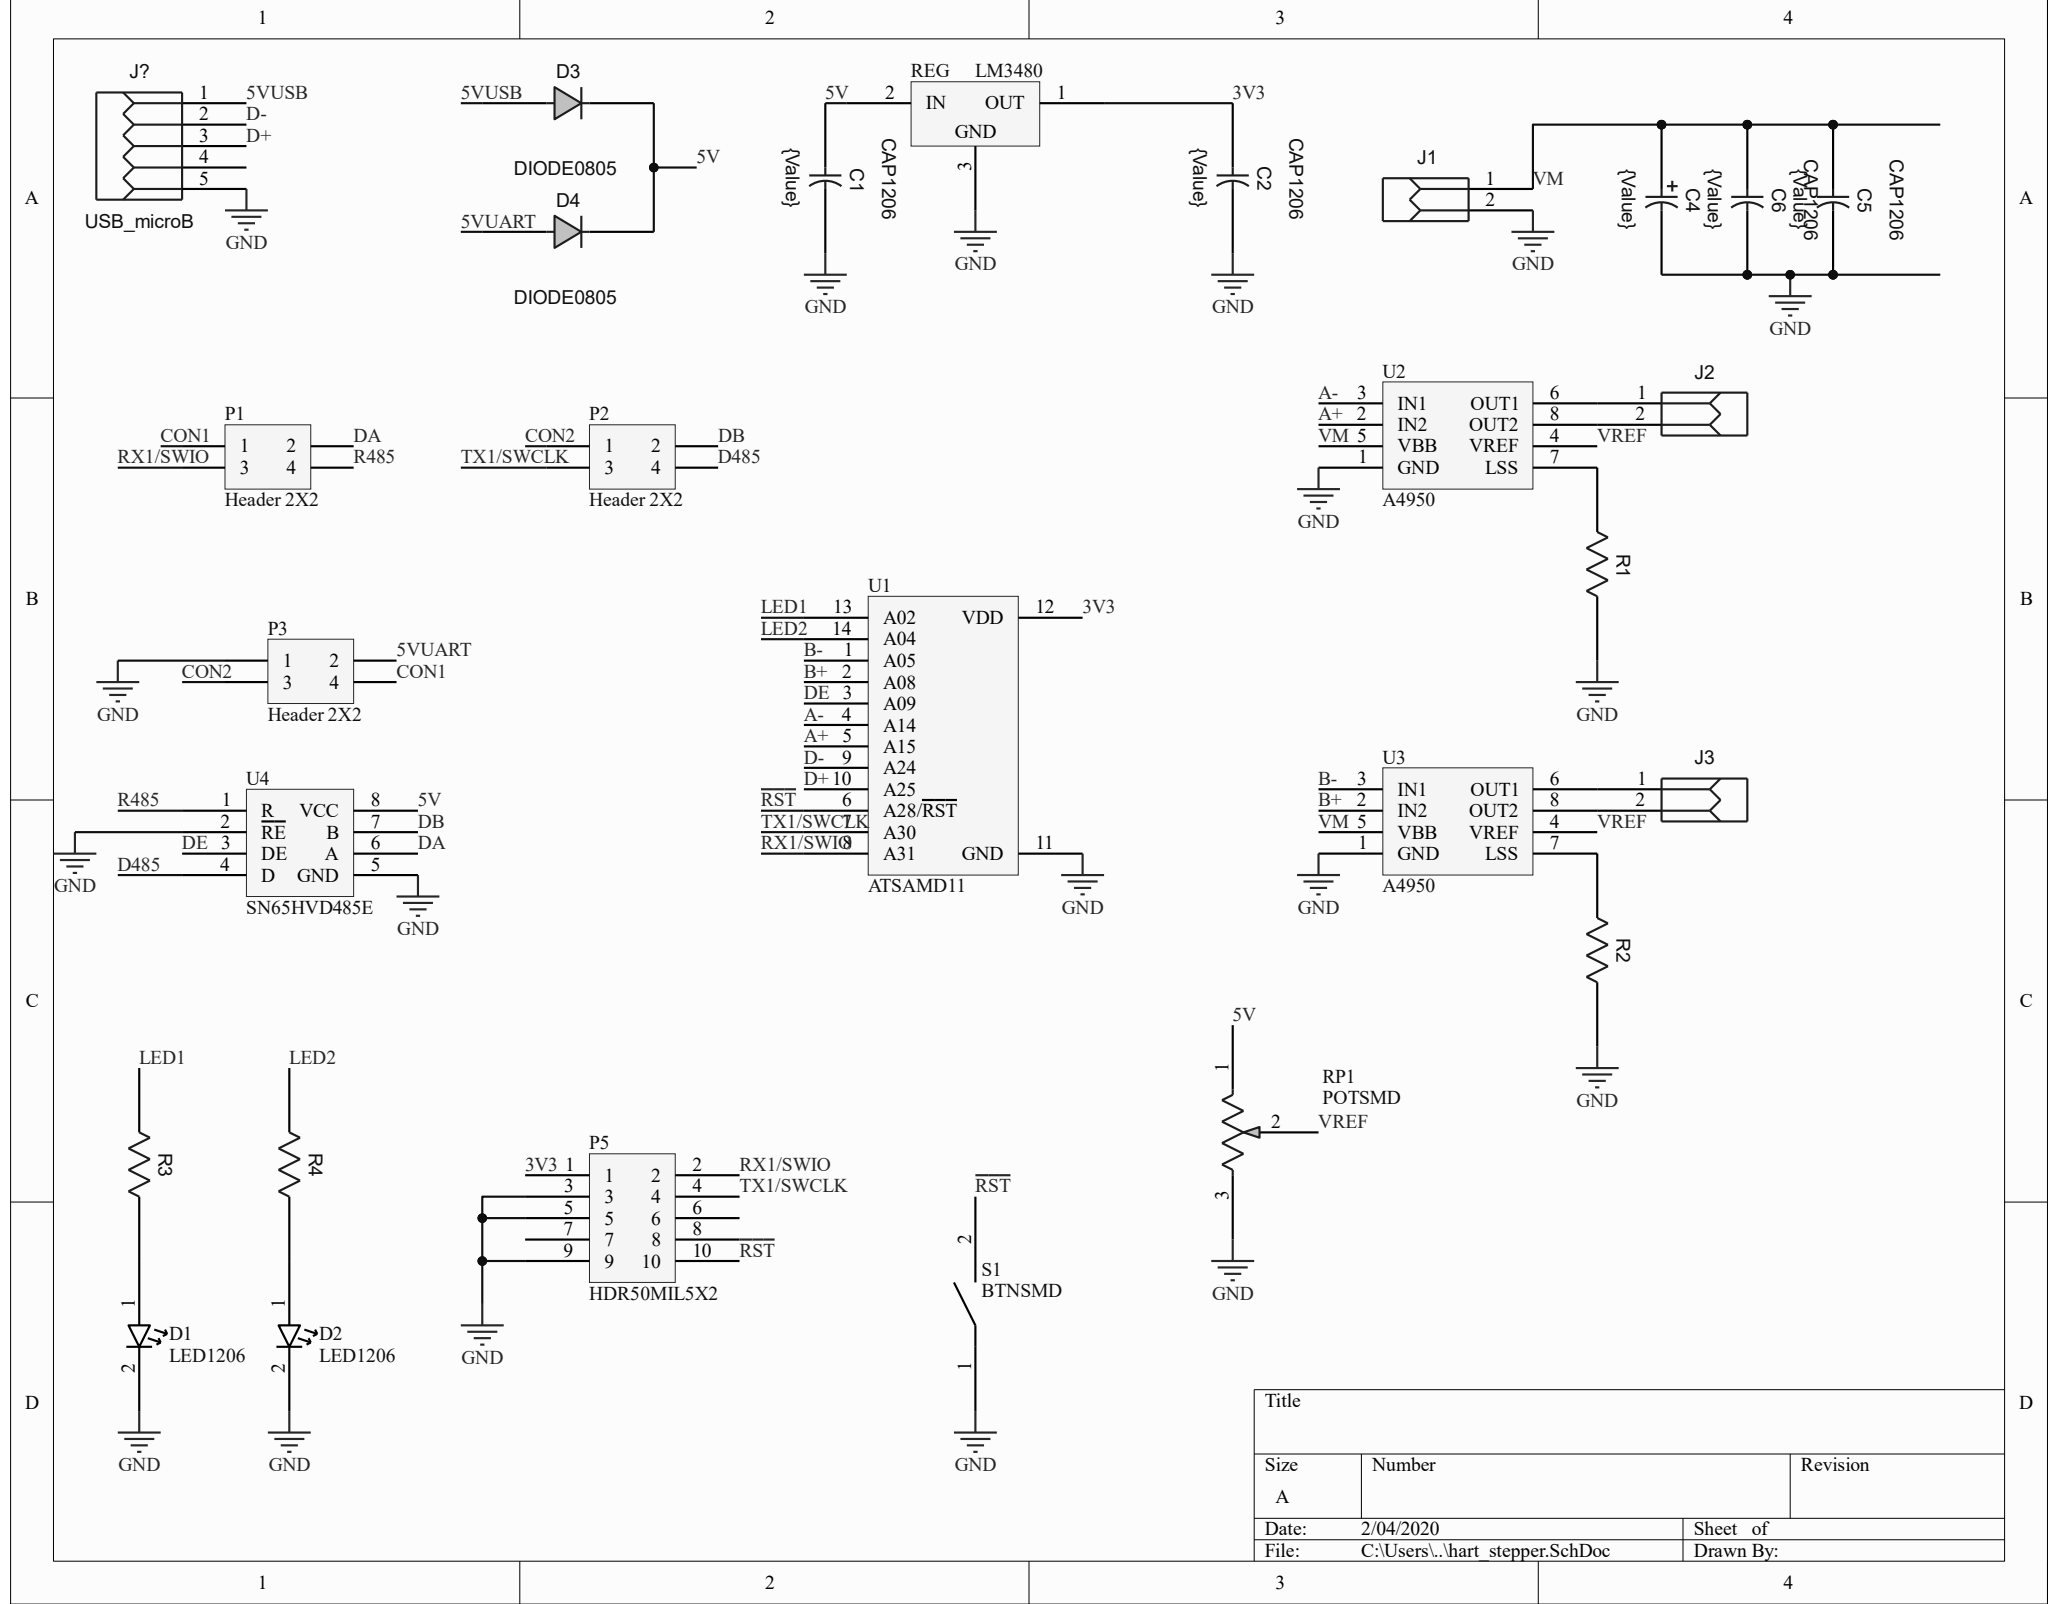 1 2 3 4
A
B
C
D
A
B
C
D
J?
1 5VUSB
2 D-
3 D+
4
5
USB_microB
GND
D3
5VUSB
DIODE0805
5V
D4
5VUART
DIODE0805
REG LM3480
5V 2 IN OUT 1 3V3
GND
3
GND
{Value}
C1
CAP1206
GND
{Value}
C2
CAP1206
GND
J1
1 VM
2
GND
{Value}
+
C4
{Value}
C6
CAP1206
{Value}
C5
CAP1206
GND
P1
CON1 1 2 DA
RX1/SWIO 3 4 R485
Header 2X2
P2
CON2 1 2 DB
TX1/SWCLK 3 4 D485
Header 2X2
U2
A- 3 IN1 OUT1 6 1
A+ 2 IN2 OUT2 8 2
VM 5 VBB VREF 4 VREF
1 GND LSS 7
A4950
GND
J2
R1
GND
P3
1 2 5VUART
CON2 3 4 CON1
Header 2X2
GND
U1
LED1 13 A02 VDD 12 3V3
LED2 14 A04
B- 1 A05
B+ 2 A08
DE 3 A09
A- 4 A14
A+ 5 A15
D- 9 A24
D+ 10 A25
RST 6 A28/RST
TX1/SWCLK 7 A30
RX1/SWIO 8 A31 GND 11
ATSAMD11
GND
U4
R485 1 R VCC 8 5V
2 RE B 7 DB
DE 3 DE A 6 DA
D485 4 D GND 5
SN65HVD485E
GND
GND
U3
B- 3 IN1 OUT1 6 1
B+ 2 IN2 OUT2 8 2
VM 5 VBB VREF 4 VREF
1 GND LSS 7
A4950
GND
J3
R2
GND
LED1
R3
1
D1
LED1206
2
GND
LED2
R4
1
D2
LED1206
2
GND
P5
3V3 1 1 2 2 RX1/SWIO
3 3 4 4 TX1/SWCLK
5 5 6 6
7 7 8 8
9 9 10 10 RST
HDR50MIL5X2
GND
RST
2
S1
BTNSMD
1
GND
5V
1
RP1
POTSMD
2 VREF
3
GND
Title
Size
A
Number
Revision
Date: 2/04/2020
Sheet of
File: C:\Users\..\hart_stepper.SchDoc
Drawn By:
1 2 3 4